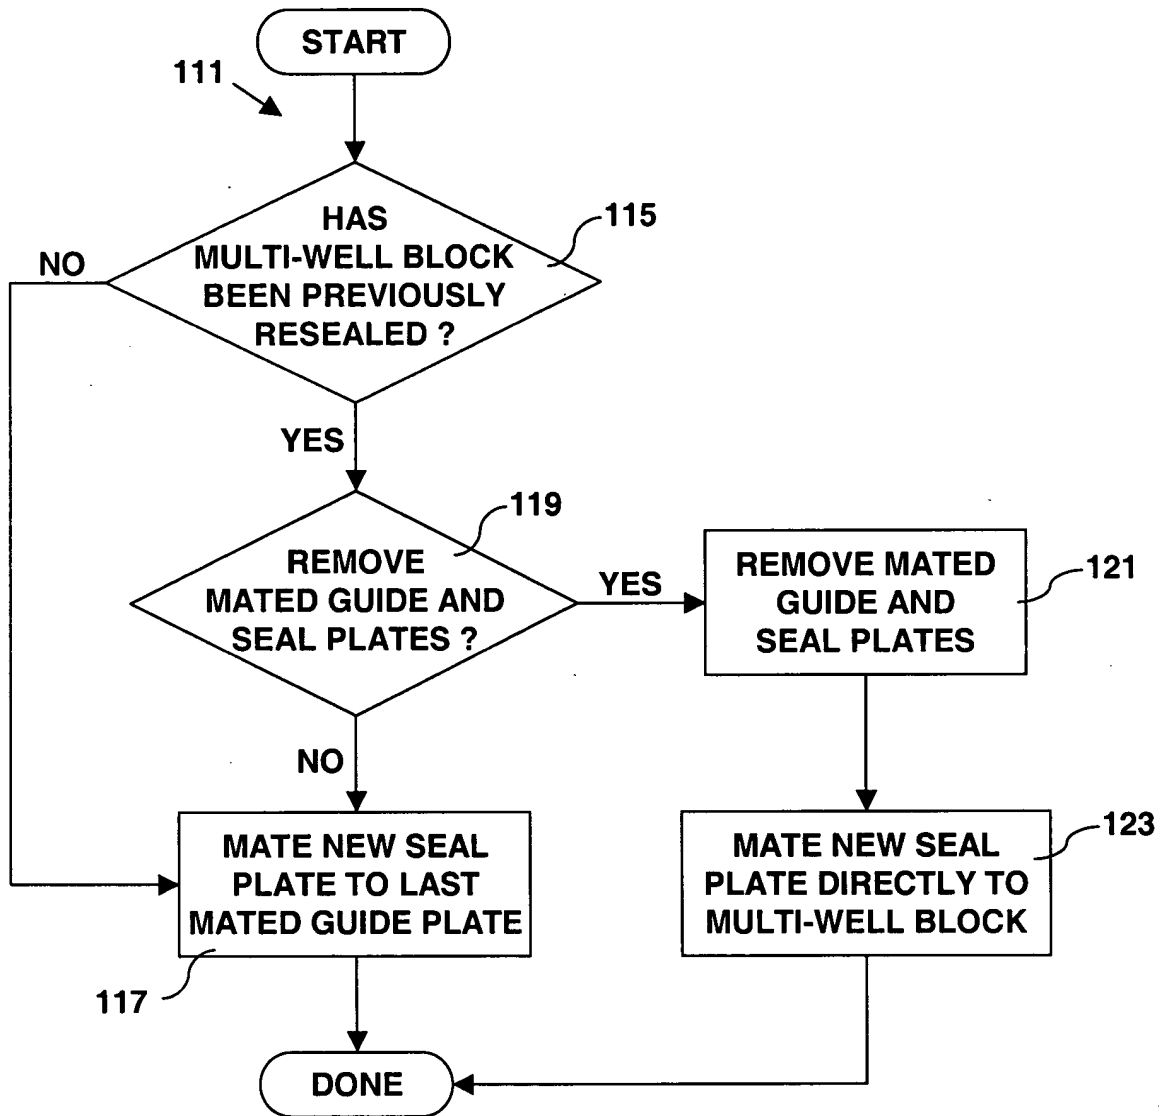 START
111
HAS
MULTI-WELL BLOCK
BEEN PREVIOUSLY
RESEALED ?
115
NO
YES
REMOVE
MATED GUIDE AND
SEAL PLATES ?
119
YES
REMOVE MATED
GUIDE AND
SEAL PLATES
121
NO
MATE NEW SEAL
PLATE TO LAST
MATED GUIDE PLATE
117
MATE NEW SEAL
PLATE DIRECTLY TO
MULTI-WELL BLOCK
123
DONE